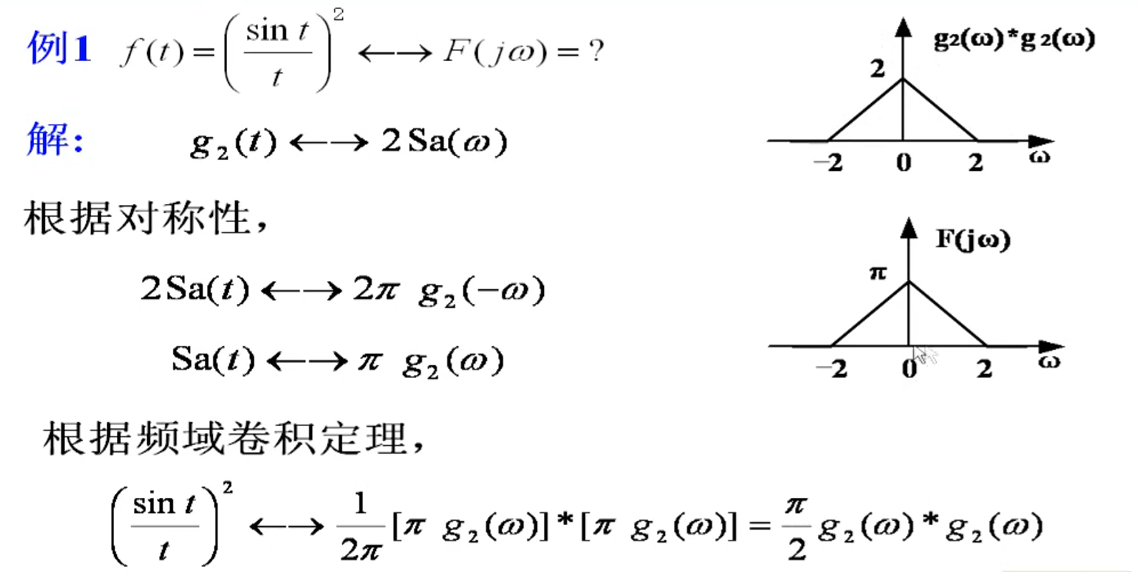 例1 f(t) = (sin t / t)² ←→ F(jω) = ?
解: g₂(t) ←→ 2Sa(ω)
根据对称性，
2Sa(t) ←→ 2π g₂(−ω)
Sa(t) ←→ π g₂(ω)
根据频域卷积定理，
(sin t / t)² ←→ 1/2π [π g₂(ω)]*[π g₂(ω)] = π/2 g₂(ω)*g₂(ω)
g₂(ω)*g₂(ω)
2
−2 0 2 ω
F(jω)
π
−2 0 2 ω